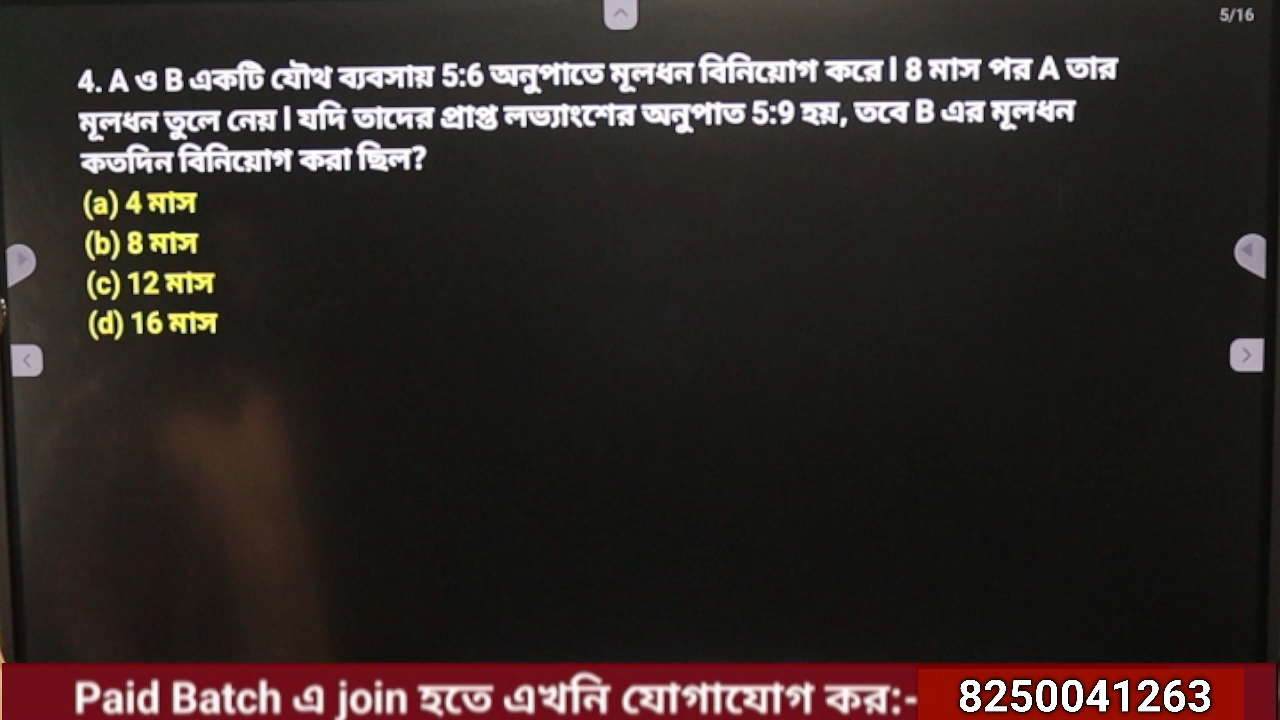 5/16
4. A ও B একটি যৌথ ব্যবসায় 5:6 অনুপাতে মূলধন বিনিয়োগ করে l 8 মাস পর A তার
মূলধন তুলে নেয় l যদি তাদের প্রাপ্ত লভ্যাংশের অনুপাত 5:9 হয়, তবে B এর মূলধন
কতদিন বিনিয়োগ করা ছিল?
(a) 4 মাস
(b) 8 মাস
(c) 12 মাস
(d) 16 মাস
Paid Batch এ join হতে এখনি যোগাযোগ কর:- 8250041263